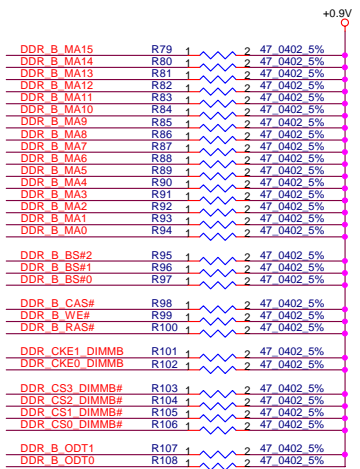 +0.9V
DDR_B_MA15 R79 1 2 47_0402_5%
DDR_B_MA14 R80 1 2 47_0402_5%
DDR_B_MA13 R81 1 2 47_0402_5%
DDR_B_MA12 R82 1 2 47_0402_5%
DDR_B_MA11 R83 1 2 47_0402_5%
DDR_B_MA10 R84 1 2 47_0402_5%
DDR_B_MA9 R85 1 2 47_0402_5%
DDR_B_MA8 R86 1 2 47_0402_5%
DDR_B_MA7 R87 1 2 47_0402_5%
DDR_B_MA6 R88 1 2 47_0402_5%
DDR_B_MA5 R89 1 2 47_0402_5%
DDR_B_MA4 R90 1 2 47_0402_5%
DDR_B_MA3 R91 1 2 47_0402_5%
DDR_B_MA2 R92 1 2 47_0402_5%
DDR_B_MA1 R93 1 2 47_0402_5%
DDR_B_MA0 R94 1 2 47_0402_5%
DDR_B_BS#2 R95 1 2 47_0402_5%
DDR_B_BS#1 R96 1 2 47_0402_5%
DDR_B_BS#0 R97 1 2 47_0402_5%
DDR_B_CAS# R98 1 2 47_0402_5%
DDR_B_WE# R99 1 2 47_0402_5%
DDR_B_RAS# R100 1 2 47_0402_5%
DDR_CKE1_DIMMB R101 1 2 47_0402_5%
DDR_CKE0_DIMMB R102 1 2 47_0402_5%
DDR_CS3_DIMMB# R103 1 2 47_0402_5%
DDR_CS2_DIMMB# R104 1 2 47_0402_5%
DDR_CS1_DIMMB# R105 1 2 47_0402_5%
DDR_CS0_DIMMB# R106 1 2 47_0402_5%
DDR_B_ODT1 R107 1 2 47_0402_5%
DDR_B_ODT0 R108 1 2 47_0402_5%